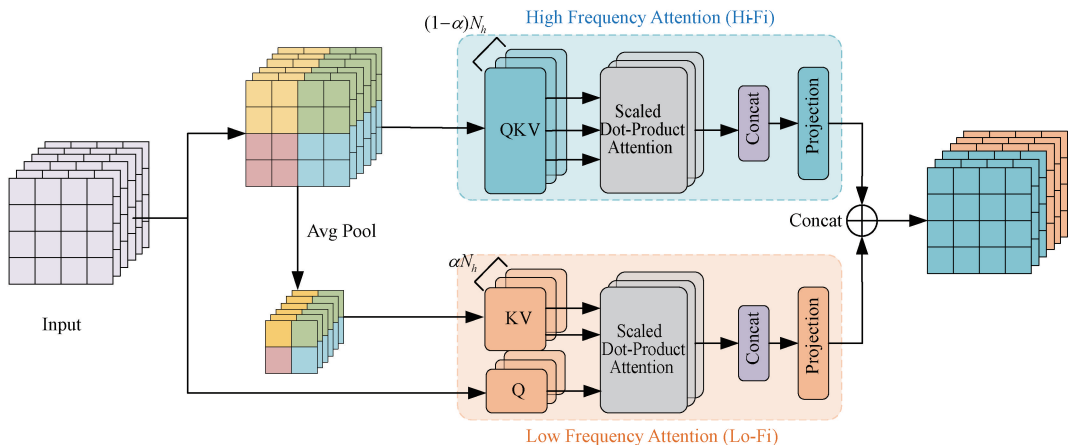 (1-α)N_h
High Frequency Attention (Hi-Fi)
QKV
Scaled
Dot-Product
Attention
Concat
Projection
Input
Avg Pool
Concat
αN_h
KV
Q
Scaled
Dot-Product
Attention
Concat
Projection
Low Frequency Attention (Lo-Fi)